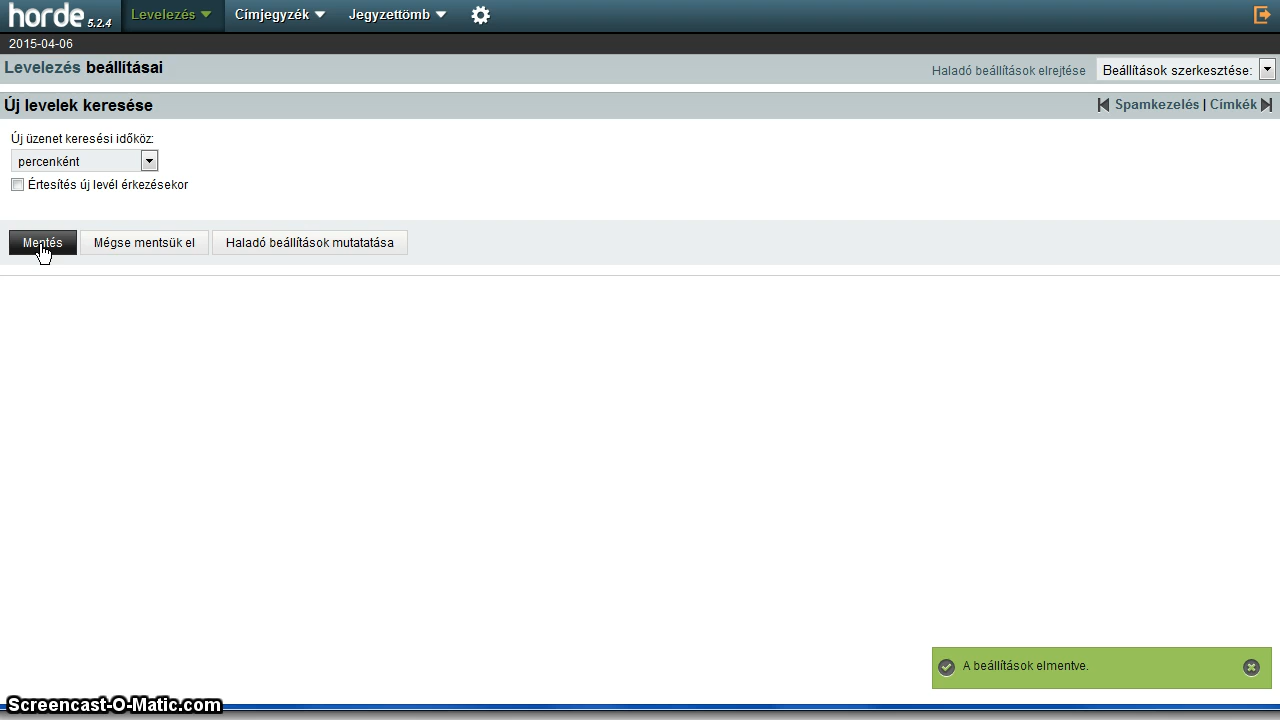 horde 5.2.4 Levelezés Címjegyzék Jegyzettömb
2015-04-06
Levelezés beállításai Haladó beállítások elrejtése Beállítások szerkesztése:
Új levelek keresése Spamkezelés | Címkék
Új üzenet keresési időköz:
percenként
Értesítés új levél érkezésekor
Mentés Mégse mentsük el Haladó beállítások mutatatása
A beállítások elmentve.
Screencast-O-Matic.com